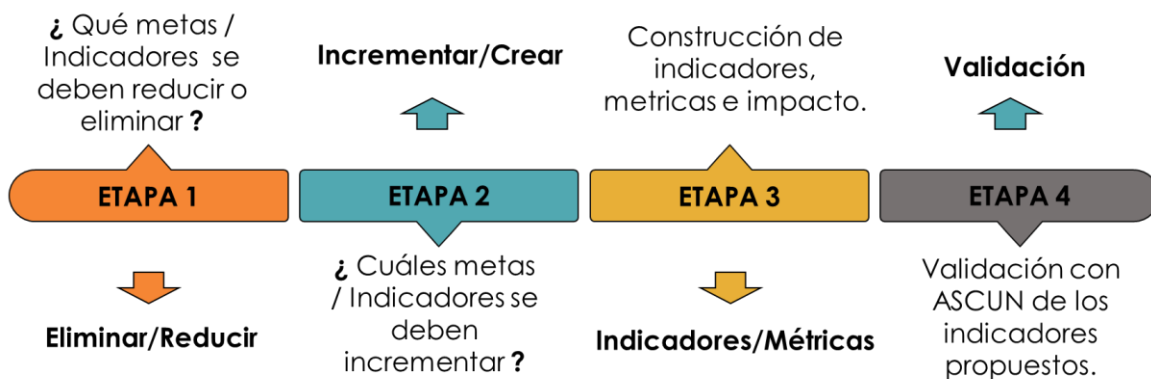 ¿ Qué metas /
Indicadores se
deben reducir o
eliminar ?
ETAPA 1
Eliminar/Reducir
Incrementar/Crear
ETAPA 2
¿ Cuáles metas
/ Indicadores se
deben
incrementar ?
Construcción de
indicadores,
metricas e impacto.
ETAPA 3
Indicadores/Métricas
Validación
ETAPA 4
Validación con
ASCUN de los
indicadores
propuestos.